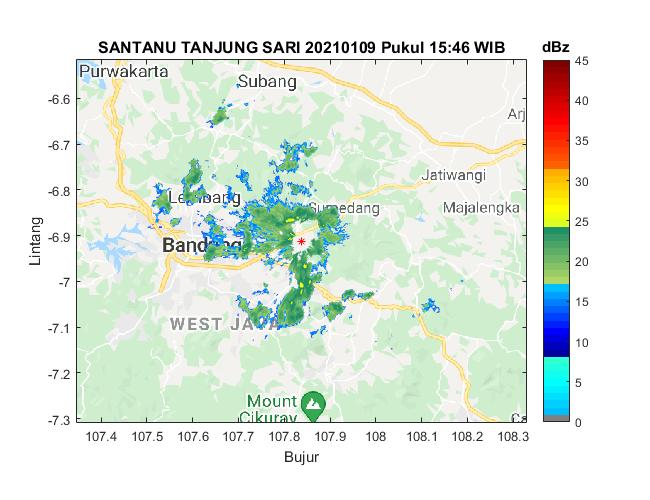 SANTANU TANJUNG SARI 20210109 Pukul 15:46 WIB
dBz
Purwakarta
Subang
Arj
Jatiwangi
Lembang
Sumedang
Majalengka
Bandung
WEST JAVA
Mount
Cikuray
-6.6
-6.7
-6.8
-6.9
-7
-7.1
-7.2
-7.3
Lintang
107.4 107.5 107.6 107.7 107.8 107.9 108 108.1 108.2 108.3
Bujur
45
40
35
30
25
20
15
10
5
0